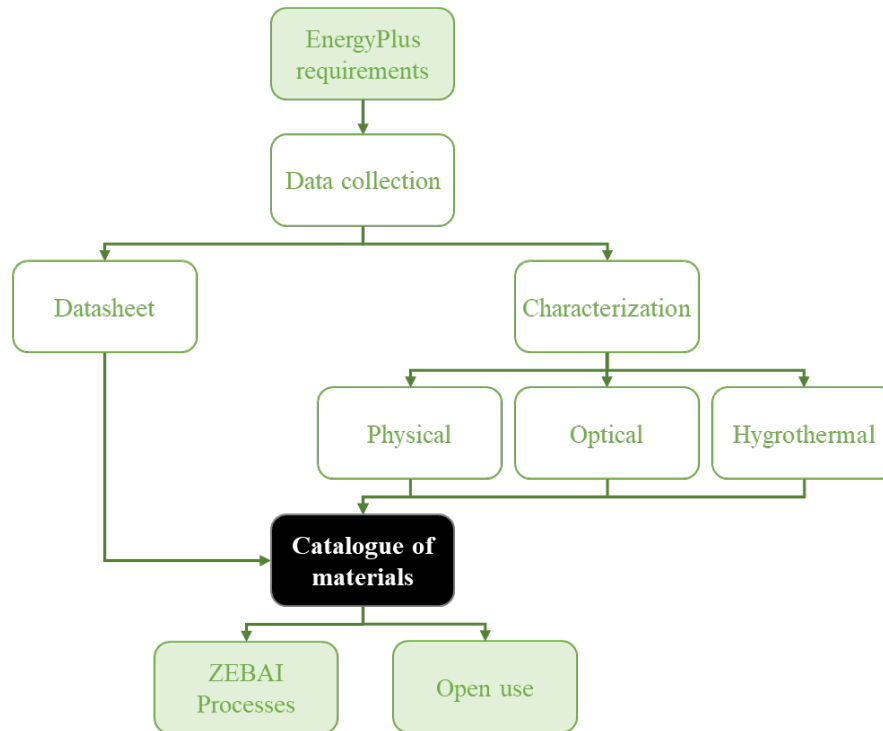 EnergyPlus
requirements
Data collection
Datasheet
Characterization
Physical
Optical
Hygrothermal
Catalogue of
materials
ZEBAI
Processes
Open use